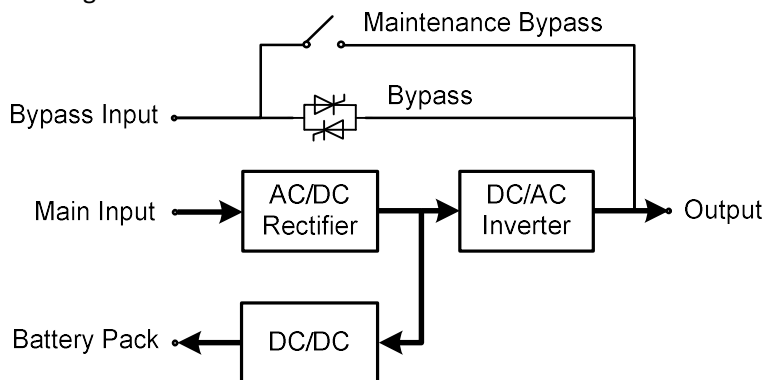 Maintenance Bypass
Bypass
Bypass Input
AC/DC
Rectifier
DC/AC
Inverter
Main Input
Output
Battery Pack
DC/DC